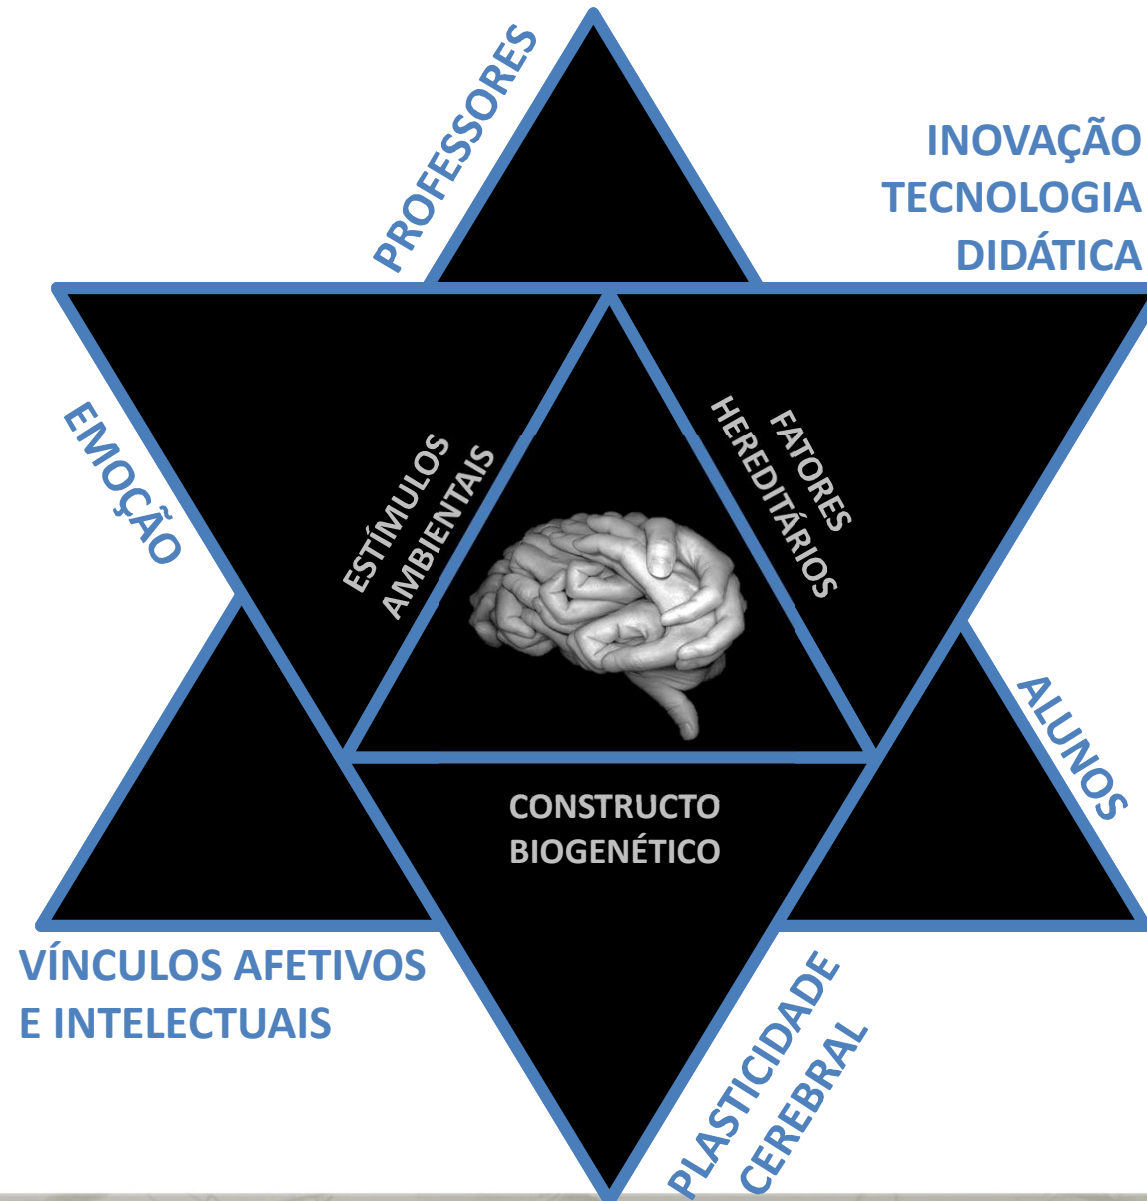 PROFESSORES
INOVAÇÃO
TECNOLOGIA
DIDÁTICA
EMOÇÃO
ESTÍMULOS
AMBIENTAIS
FATORES
HEREDITÁRIOS
ALUNOS
CONSTRUCTO
BIOGENÉTICO
VÍNCULOS AFETIVOS
E INTELECTUAIS
PLASTICIDADE
CEREBRAL